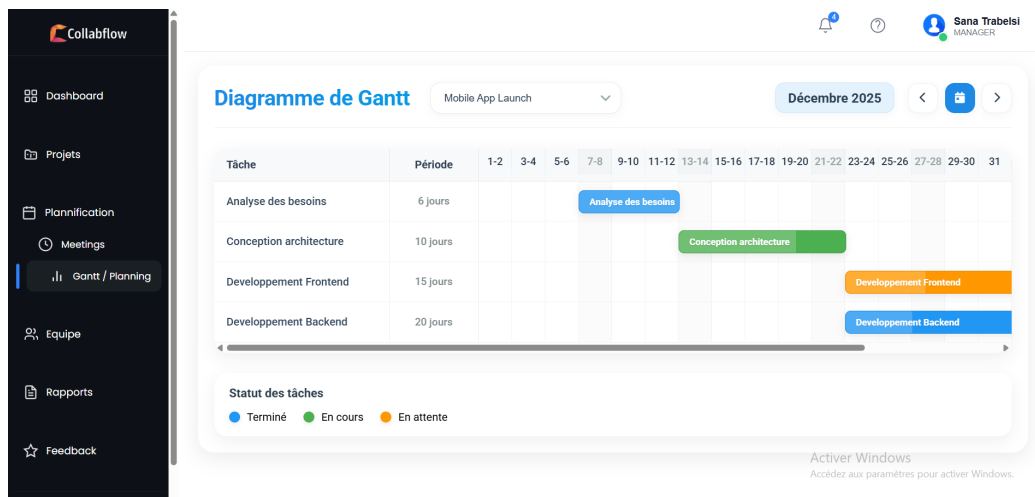 Collabflow
4
Sana Trabelsi
MANAGER
Dashboard
Projets
Plannification
Meetings
Gantt / Planning
Equipe
Rapports
Feedback
Diagramme de Gantt
Mobile App Launch
Décembre 2025
Tâche Période 1-2 3-4 5-6 7-8 9-10 11-12 13-14 15-16 17-18 19-20 21-22 23-24 25-26 27-28 29-30 31
Analyse des besoins 6 jours Analyse des besoins
Conception architecture 10 jours Conception architecture
Developpement Frontend 15 jours Developpement Frontend
Developpement Backend 20 jours Developpement Backend
Statut des tâches
Terminé En cours En attente
Activer Windows
Accédez aux paramètres pour activer Windows.